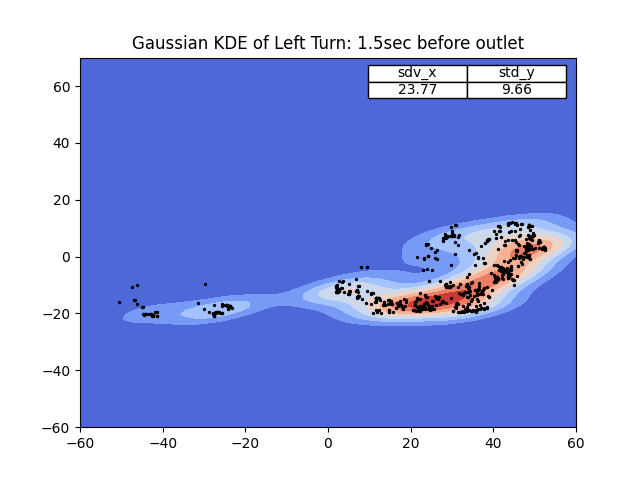 Gaussian KDE of Left Turn: 1.5sec before outlet
sdv_x std_y
23.77 9.66
60
40
20
0
−20
−40
−60
−60 −40 −20 0 20 40 60